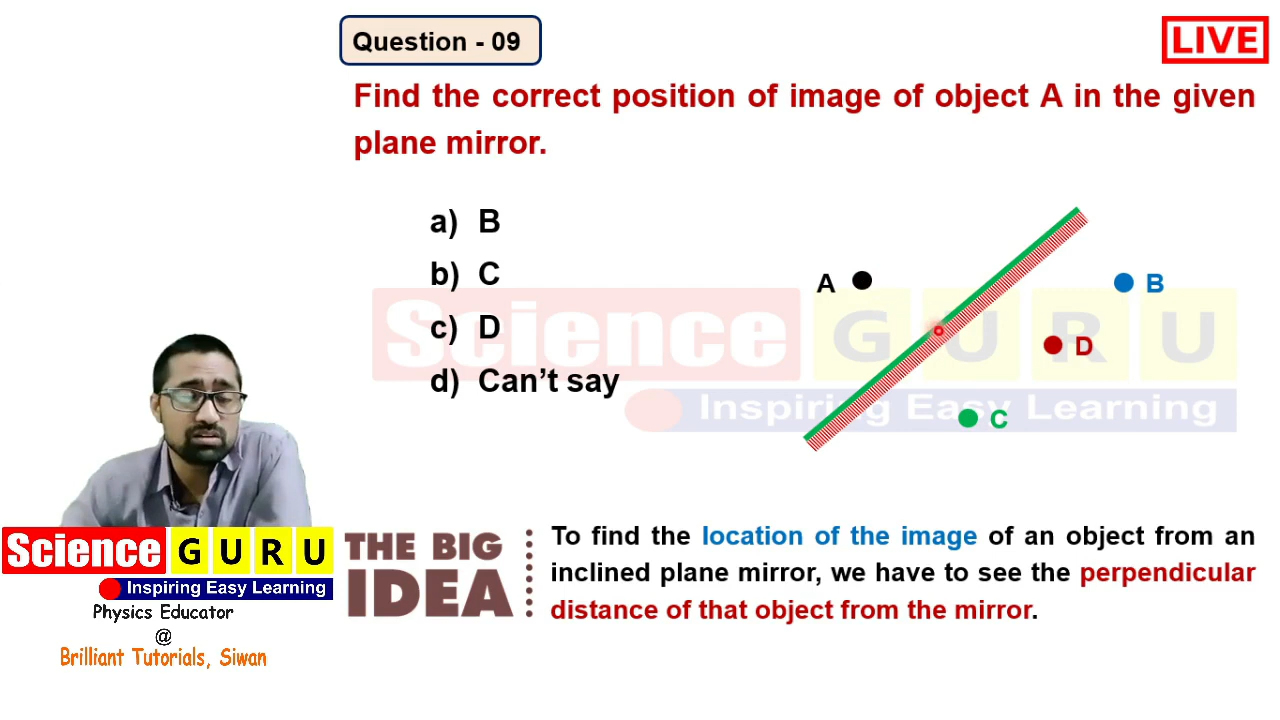 Question - 09
LIVE
Find the correct position of image of object A in the given
plane mirror.
a) B
b) C
c) D
d) Can’t say
A
B
D
C
Science GURU
Inspiring Easy Learning
Science GURU
Inspiring Easy Learning
Physics Educator
@
Brilliant Tutorials, Siwan
THE BIG
IDEA
To find the location of the image of an object from an
inclined plane mirror, we have to see the perpendicular
distance of that object from the mirror.